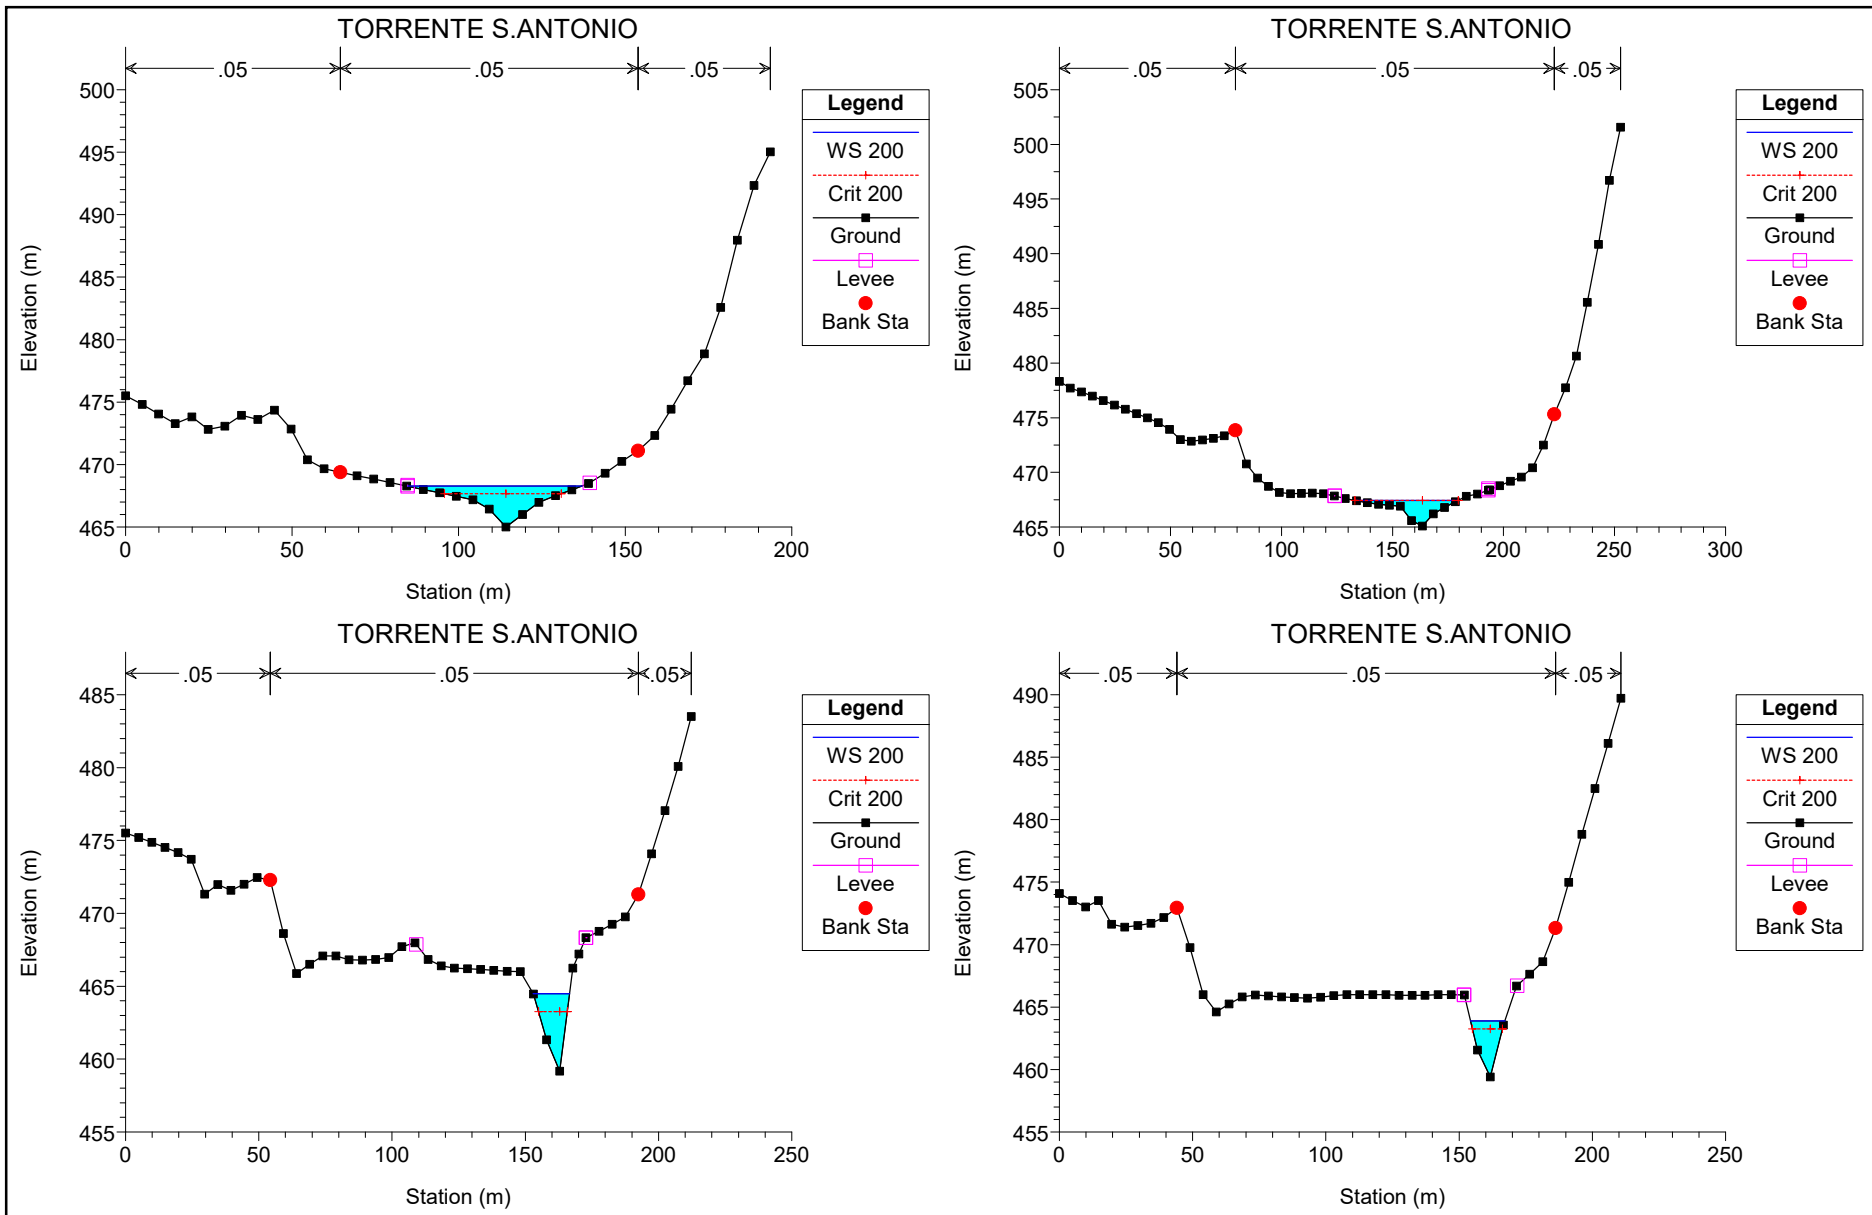 TORRENTE S.ANTONIO
.05 .05 .05
500
495
490
485
480
475
470
465
Elevation (m)
0 50 100 150 200
Station (m)
Legend
WS 200
Crit 200
Ground
Levee
Bank Sta
TORRENTE S.ANTONIO
.05 .05 .05
505
500
495
490
485
480
475
470
465
Elevation (m)
0 50 100 150 200 250 300
Station (m)
Legend
WS 200
Crit 200
Ground
Levee
Bank Sta
TORRENTE S.ANTONIO
.05 .05 .05
485
480
475
470
465
460
455
Elevation (m)
0 50 100 150 200 250
Station (m)
Legend
WS 200
Crit 200
Ground
Levee
Bank Sta
TORRENTE S.ANTONIO
.05 .05 .05
490
485
480
475
470
465
460
455
Elevation (m)
0 50 100 150 200 250
Station (m)
Legend
WS 200
Crit 200
Ground
Levee
Bank Sta